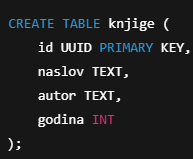 CREATE TABLE knjige (
    id UUID PRIMARY KEY,
    naslov TEXT,
    autor TEXT,
    godina INT
);